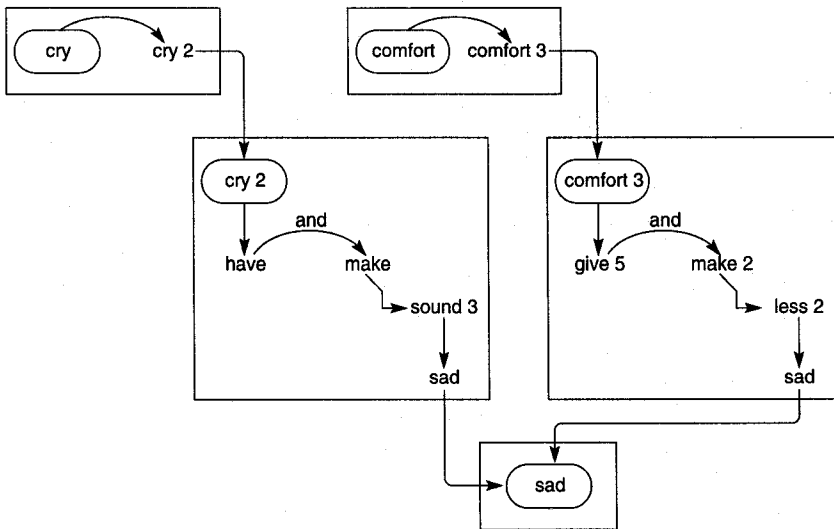 cry cry 2 comfort comfort 3
cry 2 comfort 3
and and
have make give 5 make 2
sound 3 less 2
sad sad
sad